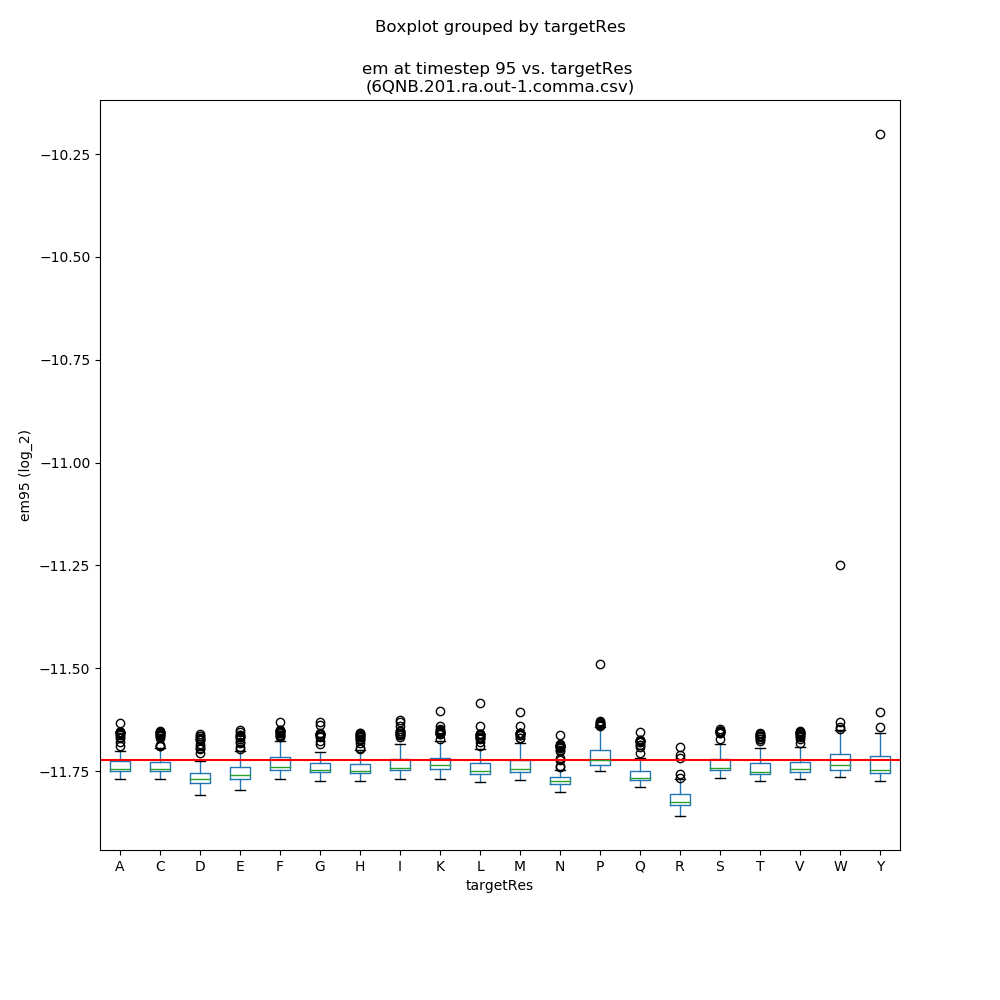 Boxplot grouped by targetRes
em at timestep 95 vs. targetRes
(6QNB.201.ra.out-1.comma.csv)
−10.25
−10.50
−10.75
−11.00
−11.25
−11.50
−11.75
em95 (log_2)
A C D E F G H I K L M N P Q R S T V W Y
targetRes